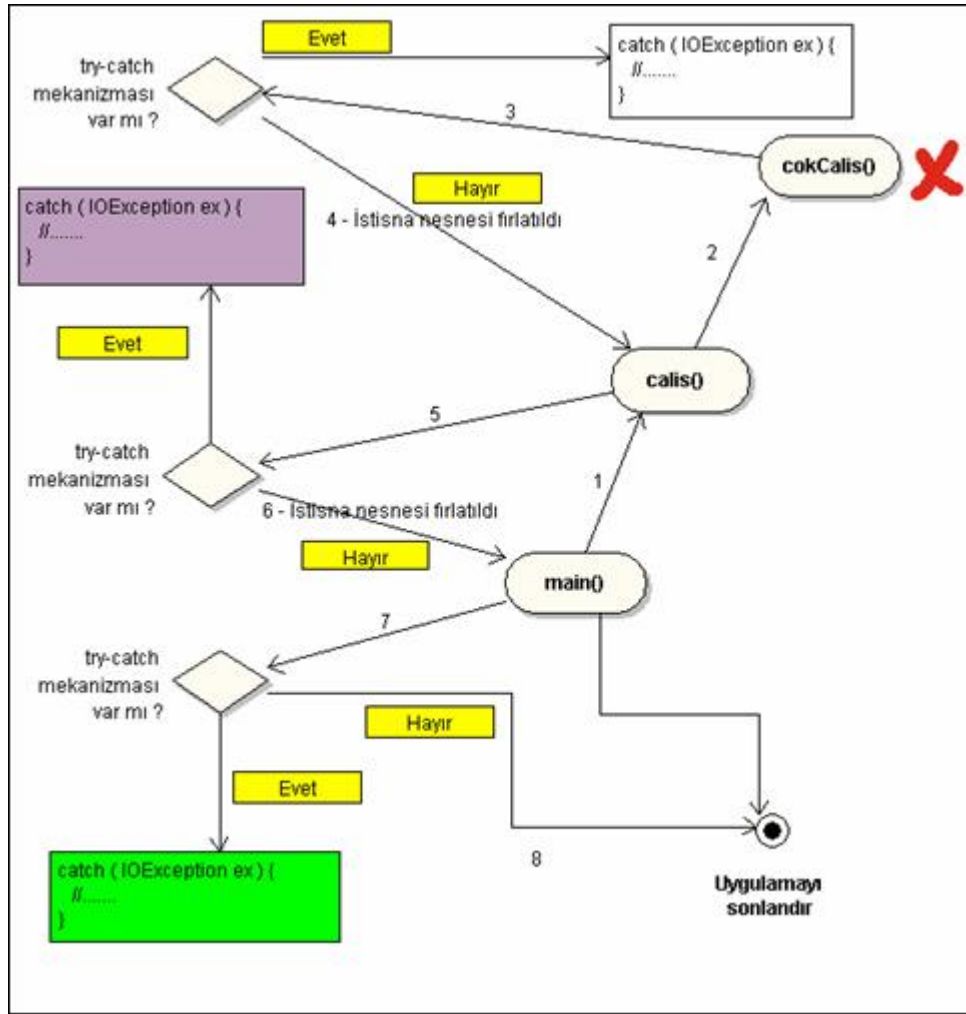 Evet
catch ( IOException ex ) {
//.......
}
try-catch
mekanizması
var mı ?
3
cokCalis()
Hayır
4 - İstisna nesnesi fırlatıldı
catch ( IOException ex ) {
//.......
}
2
Evet
calis()
5
try-catch
mekanizması
var mı ?
1
6 - İstisna nesnesi fırlatıldı
Hayır
main()
7
try-catch
mekanizması
var mı ?
Hayır
Evet
8
catch ( IOException ex ) {
//.......
}
Uygulamayı
sonlandır